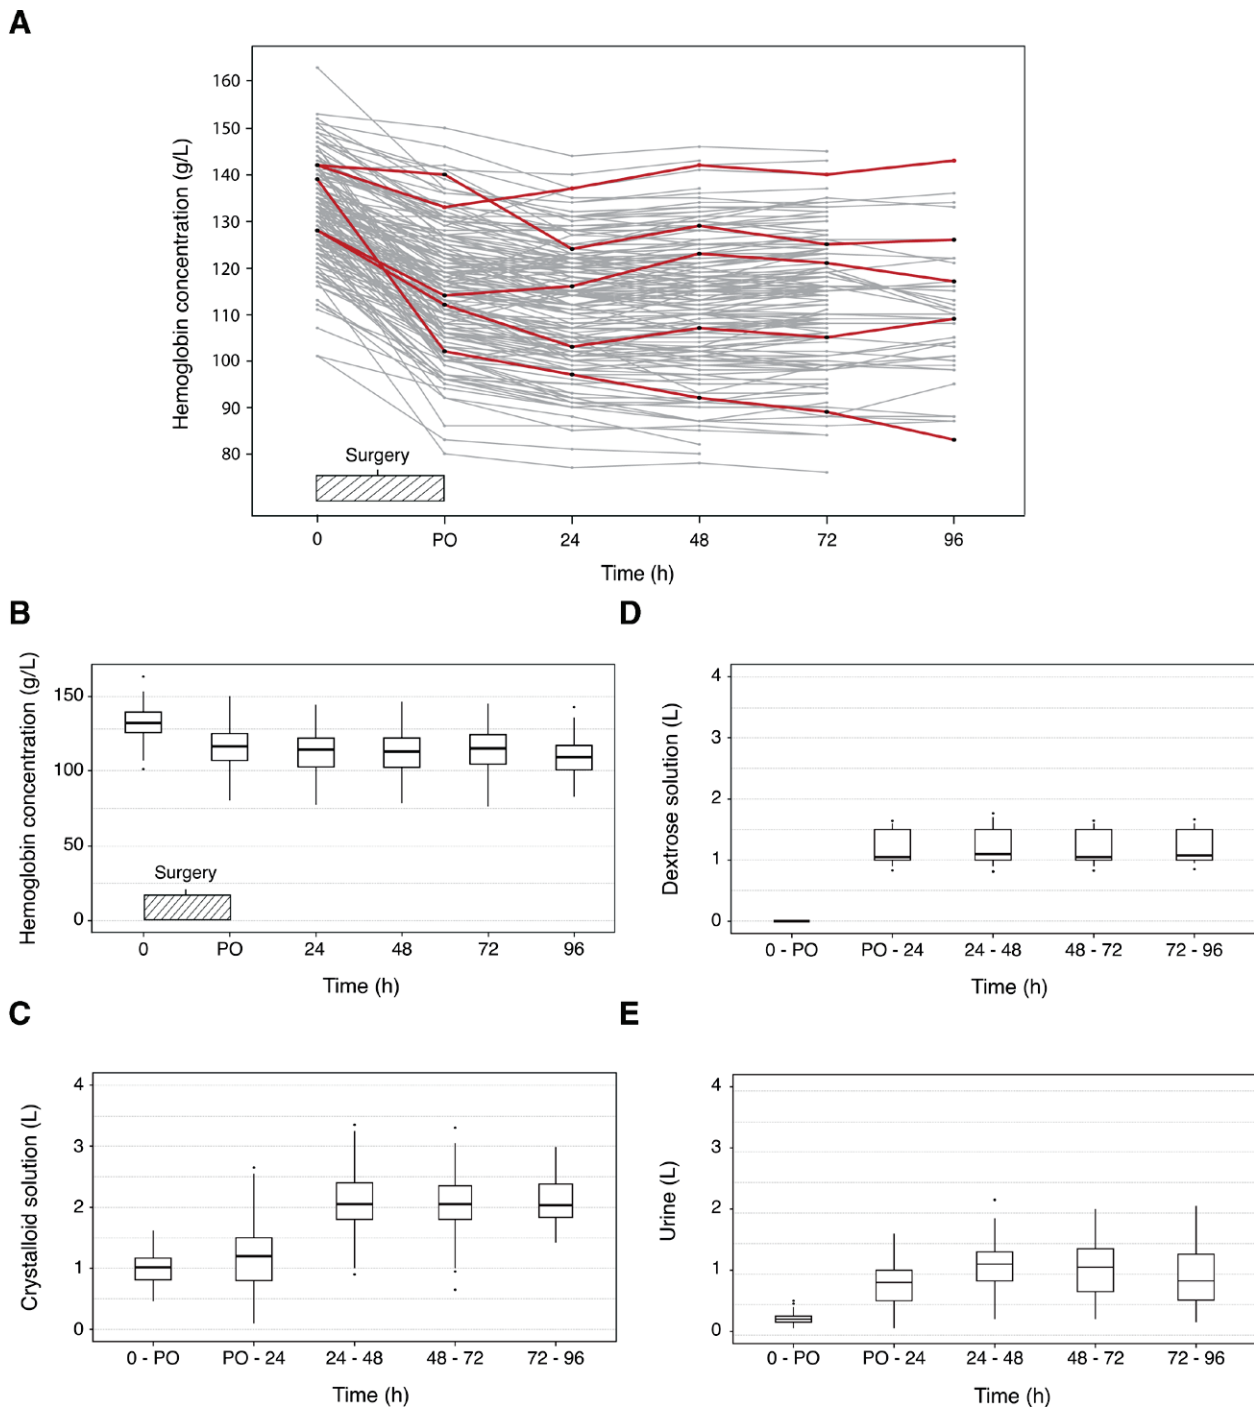 A
Hemoglobin concentration (g/L)
160
150
140
130
120
110
100
90
80
Surgery
0 PO 24 48 72 96
Time (h)
B
Hemoglobin concentration (g/L)
150
100
50
0
Surgery
0 PO 24 48 72 96
Time (h)
D
Dextrose solution (L)
4
3
2
1
0
0 - PO PO - 24 24 - 48 48 - 72 72 - 96
Time (h)
C
Crystalloid solution (L)
4
3
2
1
0
0 - PO PO - 24 24 - 48 48 - 72 72 - 96
Time (h)
E
Urine (L)
4
3
2
1
0
0 - PO PO - 24 24 - 48 48 - 72 72 - 96
Time (h)